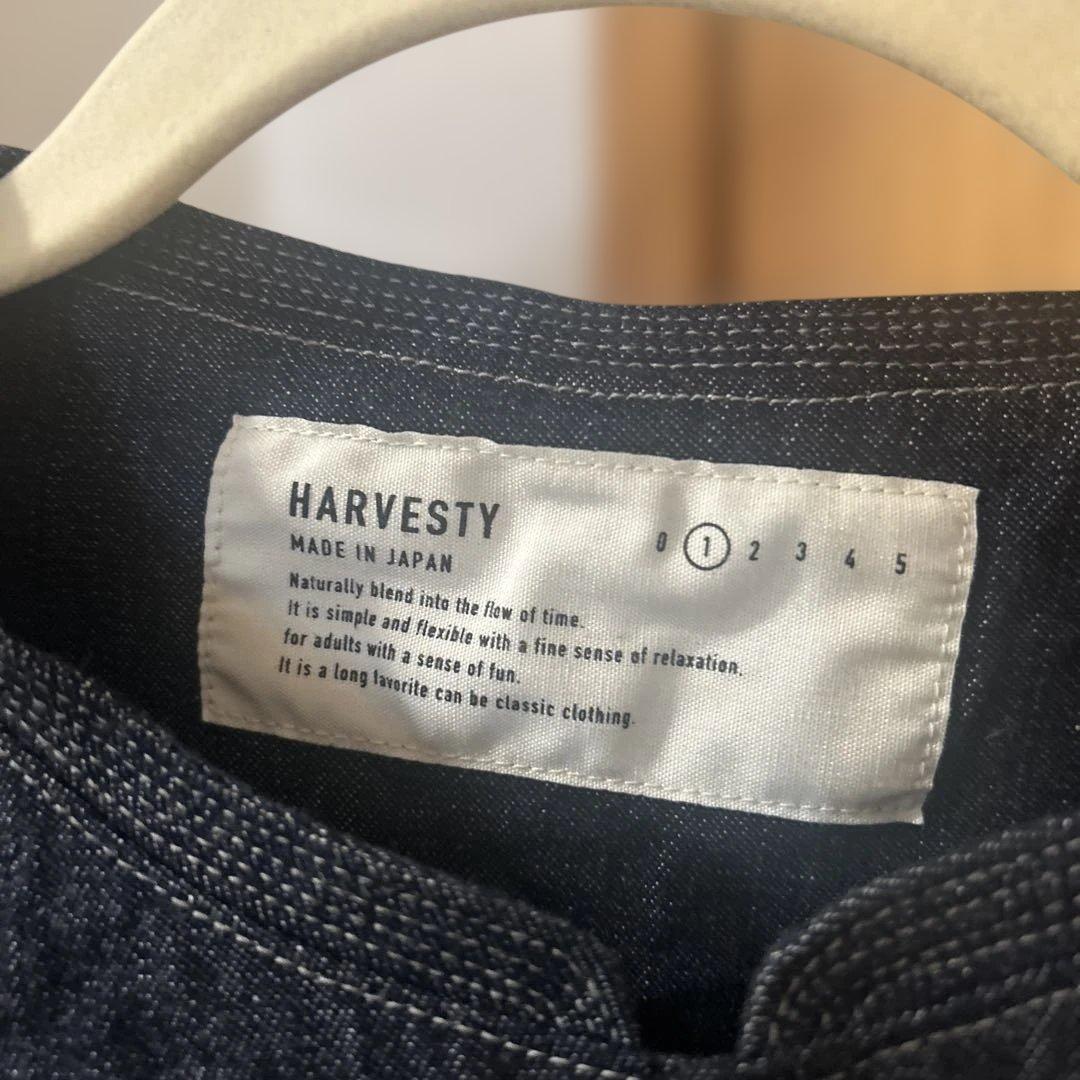 HARVESTY
MADE IN JAPAN
0 1 2 3 4 5
Naturally blend into the flow of time.
It is simple and flexible with a fine sense of relaxation.
for adults with a sense of fun.
It is a long favorite can be classic clothing.